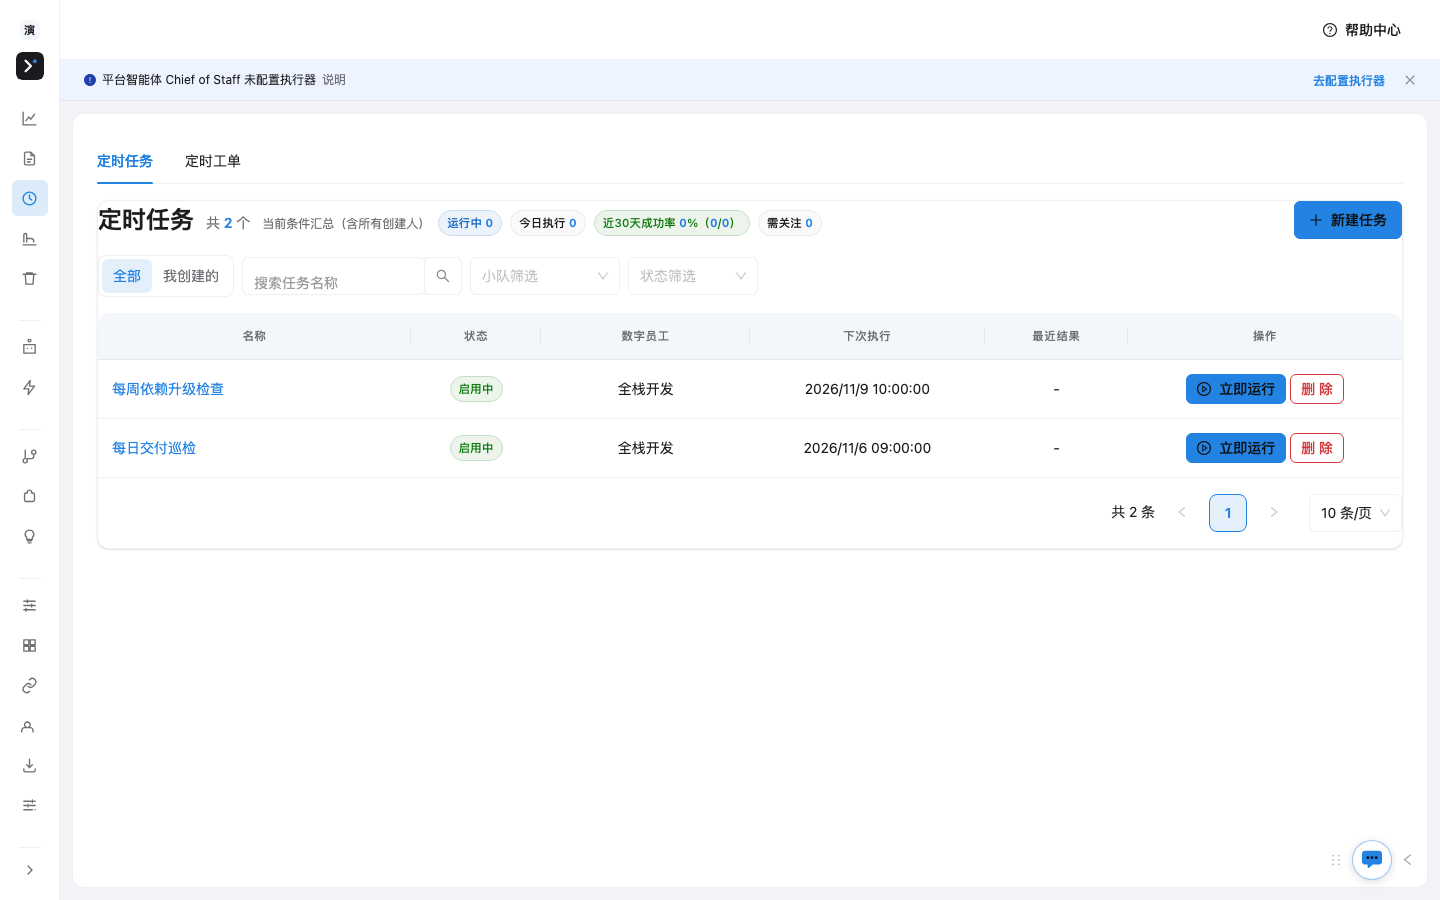 演
帮助中心
平台智能体 Chief of Staff 未配置执行器 说明
去配置执行器
定时任务 定时工单
定时任务 共 2 个 当前条件汇总（含所有创建人） 运行中 0 今日执行 0 近30天成功率 0%（0/0） 需关注 0
新建任务
全部 我创建的 搜索任务名称 小队筛选 状态筛选
名称 状态 数字员工 下次执行 最近结果 操作
每周依赖升级检查 启用中 全栈开发 2026/11/9 10:00:00 - 立即运行 删 除
每日交付巡检 启用中 全栈开发 2026/11/6 09:00:00 - 立即运行 删 除
共 2 条 1 10 条/页